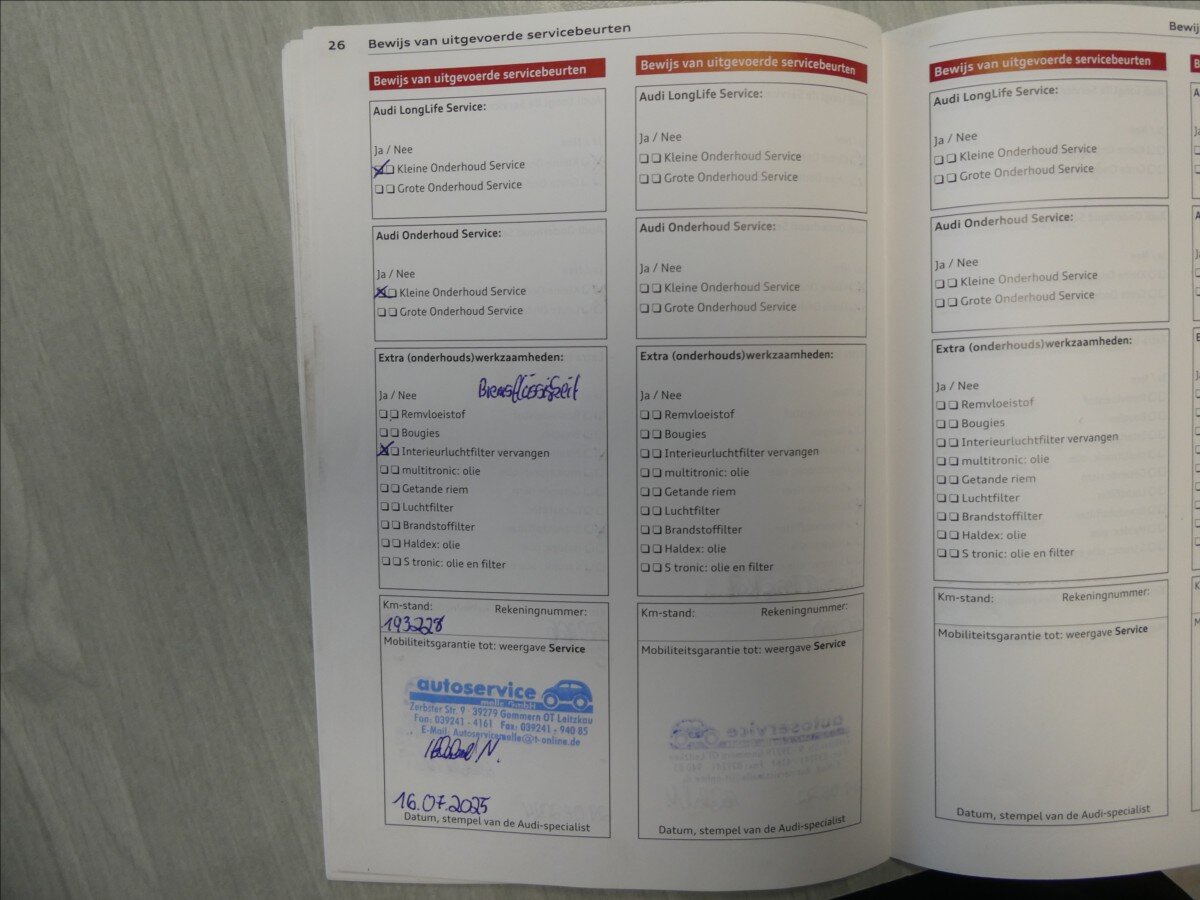 26 Bewijs van uitgevoerde servicebeurten
Bewijs van uitgevoerde servicebeurten
Audi LongLife Service:
Ja / Nee
Kleine Onderhoud Service
Grote Onderhoud Service
Audi Onderhoud Service:
Ja / Nee
Kleine Onderhoud Service
Grote Onderhoud Service
Extra (onderhouds)werkzaamheden:
Bremsflüssigkeit
Ja / Nee
Remvloeistof
Bougies
Interieurluchtfilter vervangen
multitronic: olie
Getande riem
Luchtfilter
Brandstoffilter
Haldex: olie
S tronic: olie en filter
Km-stand: Rekeningnummer:
193228
Mobiliteitsgarantie tot: weergave Service
autoservice
molle GmbH
Zerbster Str. 9 · 39279 Gommern OT Leitzkau
Fon: 039241 - 4161 Fax: 039241 - 940 85
E-Mail: Autoservicemolle@t-online.de
16.07.2025
Datum, stempel van de Audi-specialist
Bewijs van uitgevoerde servicebeurten
Audi LongLife Service:
Ja / Nee
Kleine Onderhoud Service
Grote Onderhoud Service
Audi Onderhoud Service:
Ja / Nee
Kleine Onderhoud Service
Grote Onderhoud Service
Extra (onderhouds)werkzaamheden:
Ja / Nee
Remvloeistof
Bougies
Interieurluchtfilter vervangen
multitronic: olie
Getande riem
Luchtfilter
Brandstoffilter
Haldex: olie
S tronic: olie en filter
Km-stand: Rekeningnummer:
Mobiliteitsgarantie tot: weergave Service
Datum, stempel van de Audi-specialist
Bewijs van uitgevoerde servicebeurten
Audi LongLife Service:
Ja / Nee
Kleine Onderhoud Service
Grote Onderhoud Service
Audi Onderhoud Service:
Ja / Nee
Kleine Onderhoud Service
Grote Onderhoud Service
Extra (onderhouds)werkzaamheden:
Ja / Nee
Remvloeistof
Bougies
Interieurluchtfilter vervangen
multitronic: olie
Getande riem
Luchtfilter
Brandstoffilter
Haldex: olie
S tronic: olie en filter
Km-stand: Rekeningnummer:
Mobiliteitsgarantie tot: weergave Service
Datum, stempel van de Audi-specialist